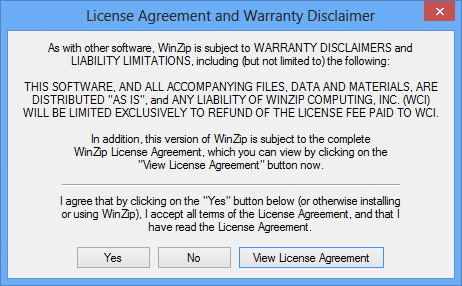 License Agreement and Warranty Disclaimer
As with other software, WinZip is subject to WARRANTY DISCLAIMERS and
LIABILITY LIMITATIONS, including (but not limited to) the following:
THIS SOFTWARE, AND ALL ACCOMPANYING FILES, DATA AND MATERIALS, ARE
DISTRIBUTED "AS IS", and ANY LIABILITY OF WINZIP COMPUTING, INC. (WCI)
WILL BE LIMITED EXCLUSIVELY TO REFUND OF THE LICENSE FEE PAID TO WCI.
In addition, this version of WinZip is subject to the complete
WinZip License Agreement, which you can view by clicking on the
"View License Agreement" button now.
I agree that by clicking on the "Yes" button below (or otherwise installing
or using WinZip), I accept all terms of the License Agreement, and that I
have read the License Agreement.
Yes No View License Agreement